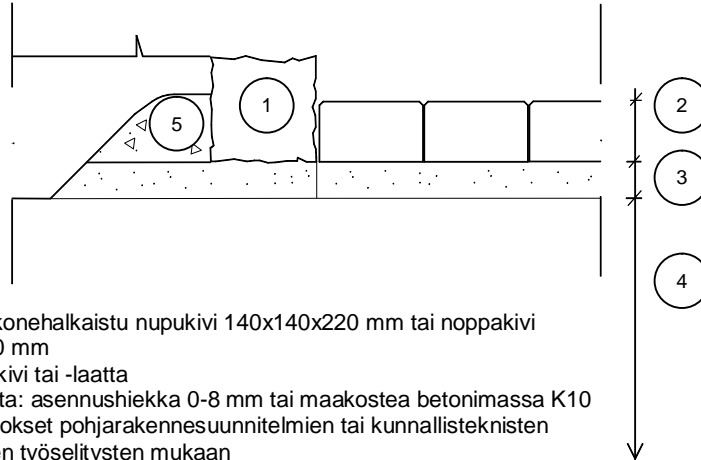 1
2
5
3
4
konehalkaistu nupukivi 140x140x220 mm tai noppakivi
0 mm
kivi tai -laatta
ta: asennushiekka 0-8 mm tai maakostea betonimassa K10
okset pohjarakennesuunnitelmien tai kunnallisteknisten
en työselitysten mukaan